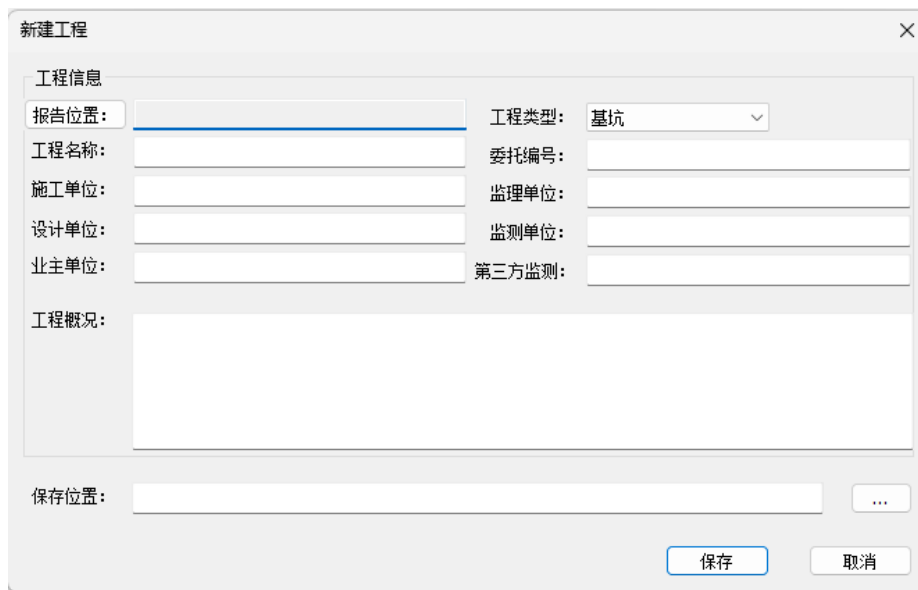 新建工程
工程信息
报告位置： 工程类型： 基坑
工程名称： 委托编号：
施工单位： 监理单位：
设计单位： 监测单位：
业主单位： 第三方监测：
工程概况：
保存位置： ...
保存 取消